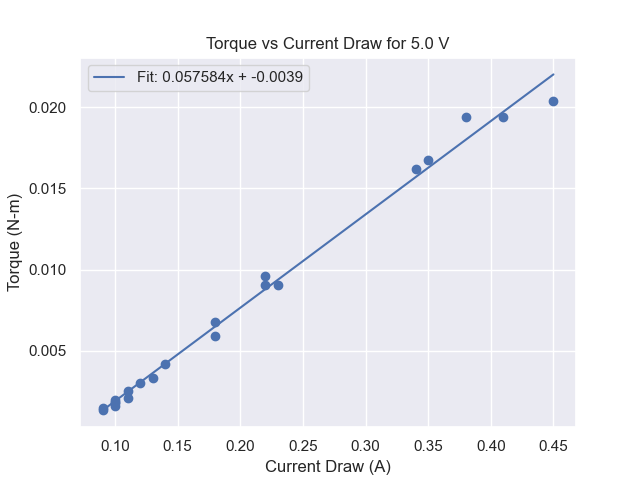 Torque vs Current Draw for 5.0 V
Fit: 0.057584x + -0.0039
0.020
0.015
0.010
0.005
Torque (N-m)
0.10 0.15 0.20 0.25 0.30 0.35 0.40 0.45
Current Draw (A)